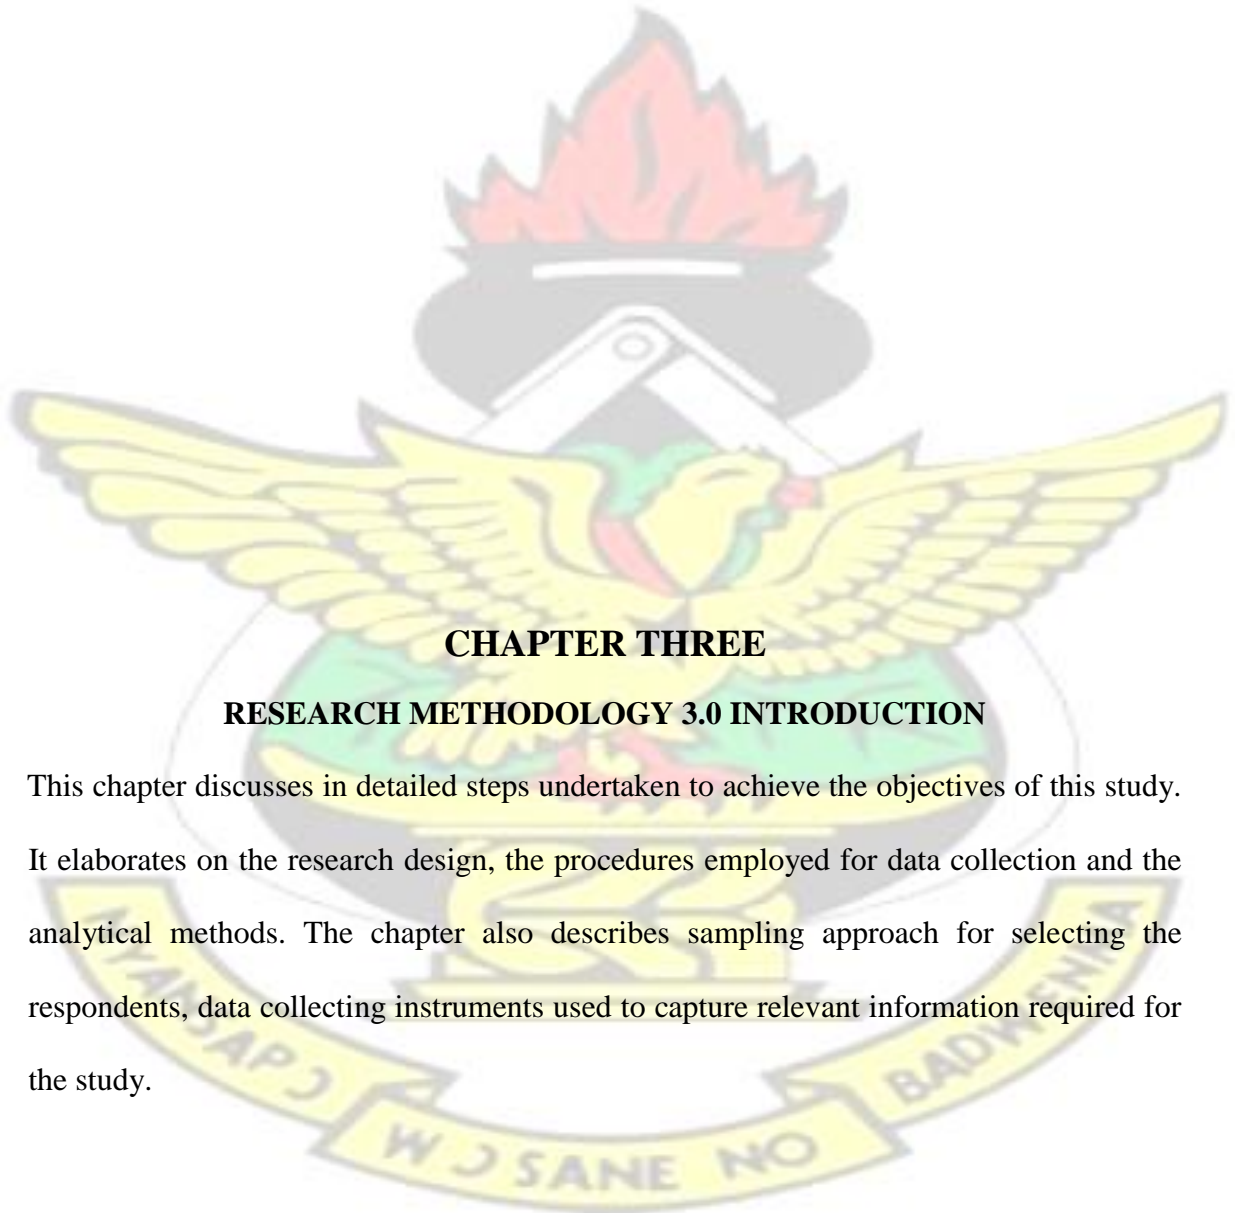 CHAPTER THREE
RESEARCH METHODOLOGY 3.0 INTRODUCTION
This chapter discusses in detailed steps undertaken to achieve the objectives of this study.
It elaborates on the research design, the procedures employed for data collection and the
analytical methods. The chapter also describes sampling approach for selecting the
respondents, data collecting instruments used to capture relevant information required for
the study.
NYANSAPƆ
WƆSANE NO
BADWENMA